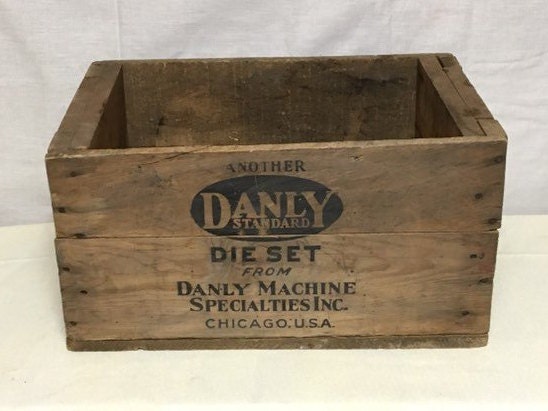 ANOTHER
DANLY
STANDARD
DIE SET
FROM
DANLY MACHINE
SPECIALTIES INC.
CHICAGO, U.S.A.